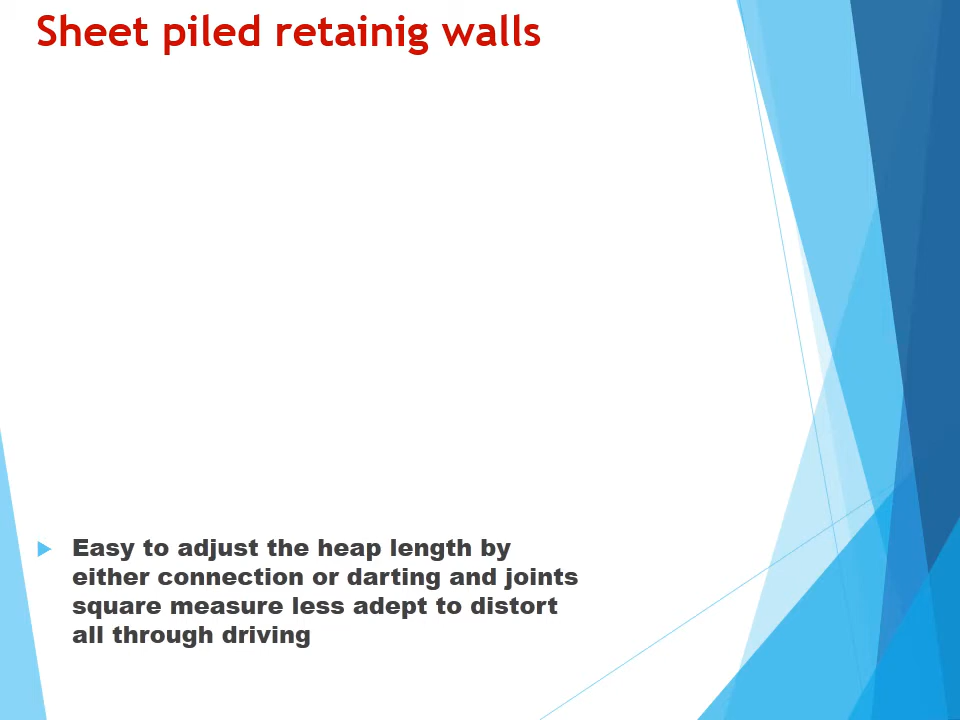 Sheet piled retainig walls
Easy to adjust the heap length by
either connection or darting and joints
square measure less adept to distort
all through driving